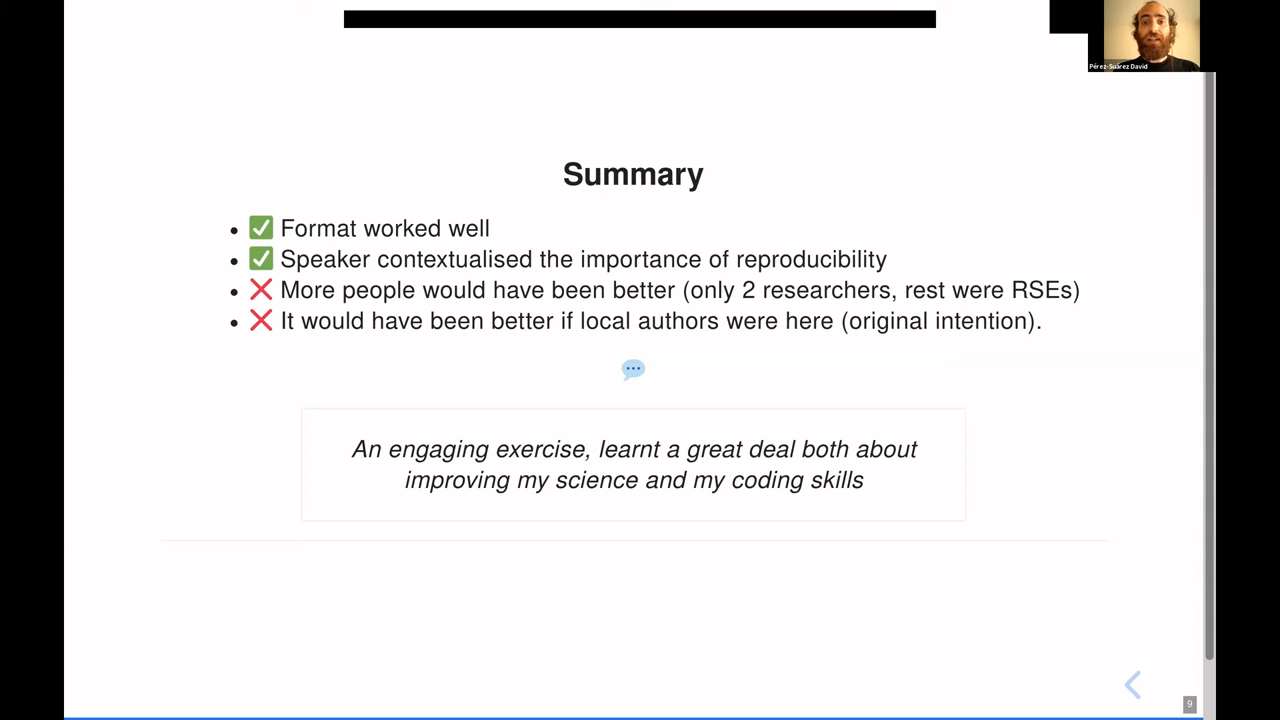 Pérez-Suárez David
Summary
Format worked well
Speaker contextualised the importance of reproducibility
More people would have been better (only 2 researchers, rest were RSEs)
It would have been better if local authors were here (original intention).
An engaging exercise, learnt a great deal both about
improving my science and my coding skills
9